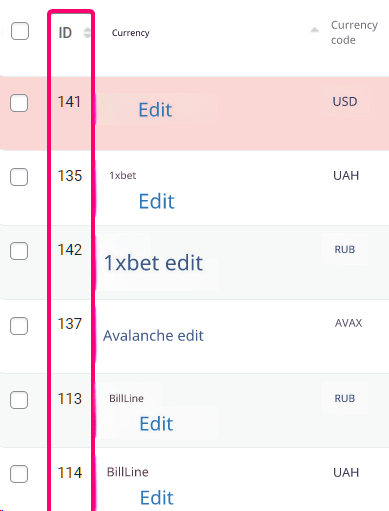 ID Currency Currency
code
141 Edit USD
135 1xbet UAH
Edit
142 1xbet edit RUB
137 Avalanche edit AVAX
113 BillLine RUB
Edit
114 BillLine UAH
Edit